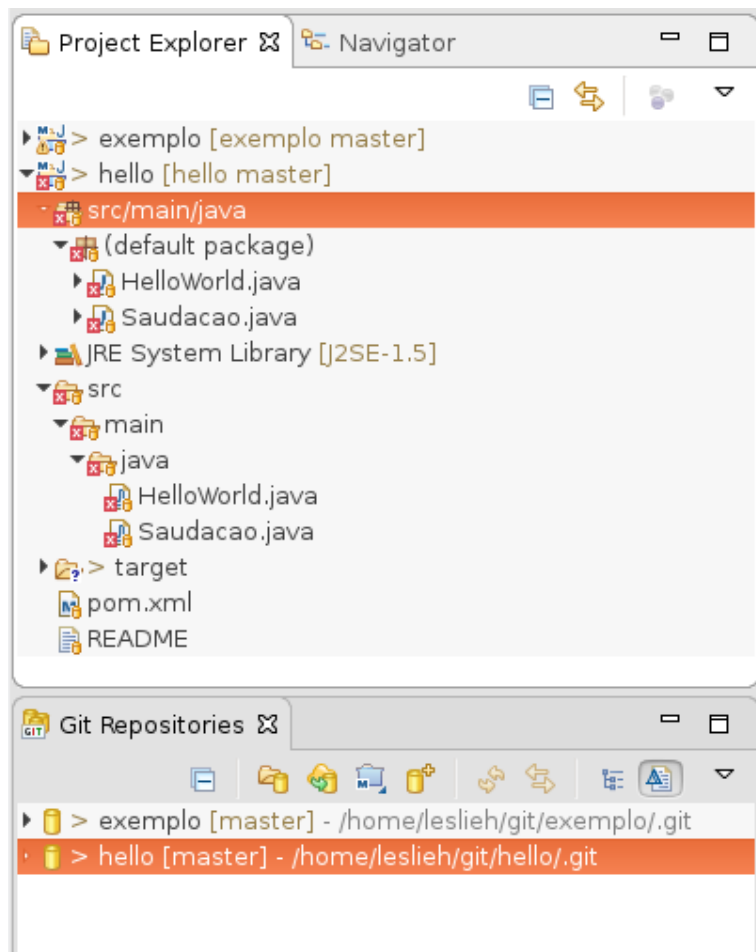 Project Explorer Navigator
> exemplo [exemplo master]
> hello [hello master]
src/main/java
(default package)
HelloWorld.java
Saudacao.java
JRE System Library [J2SE-1.5]
src
main
java
HelloWorld.java
Saudacao.java
> target
pom.xml
README
GIT Git Repositories
> exemplo [master] - /home/leslieh/git/exemplo/.git
> hello [master] - /home/leslieh/git/hello/.git